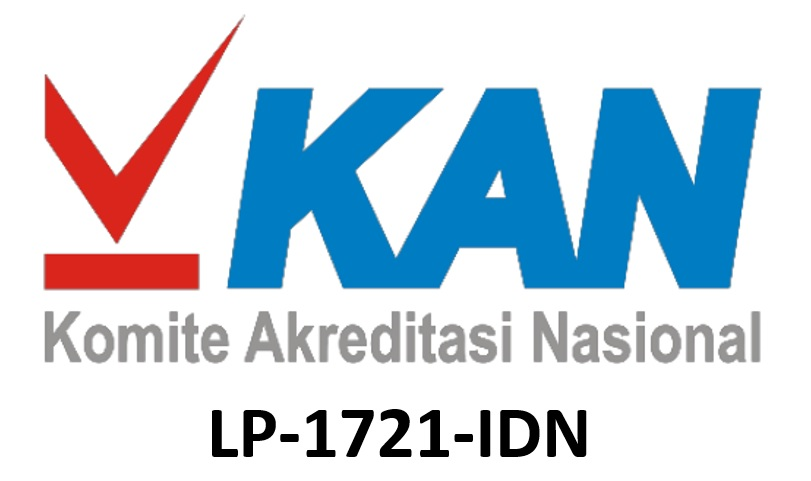 KAN
Komite Akreditasi Nasional
LP-1721-IDN